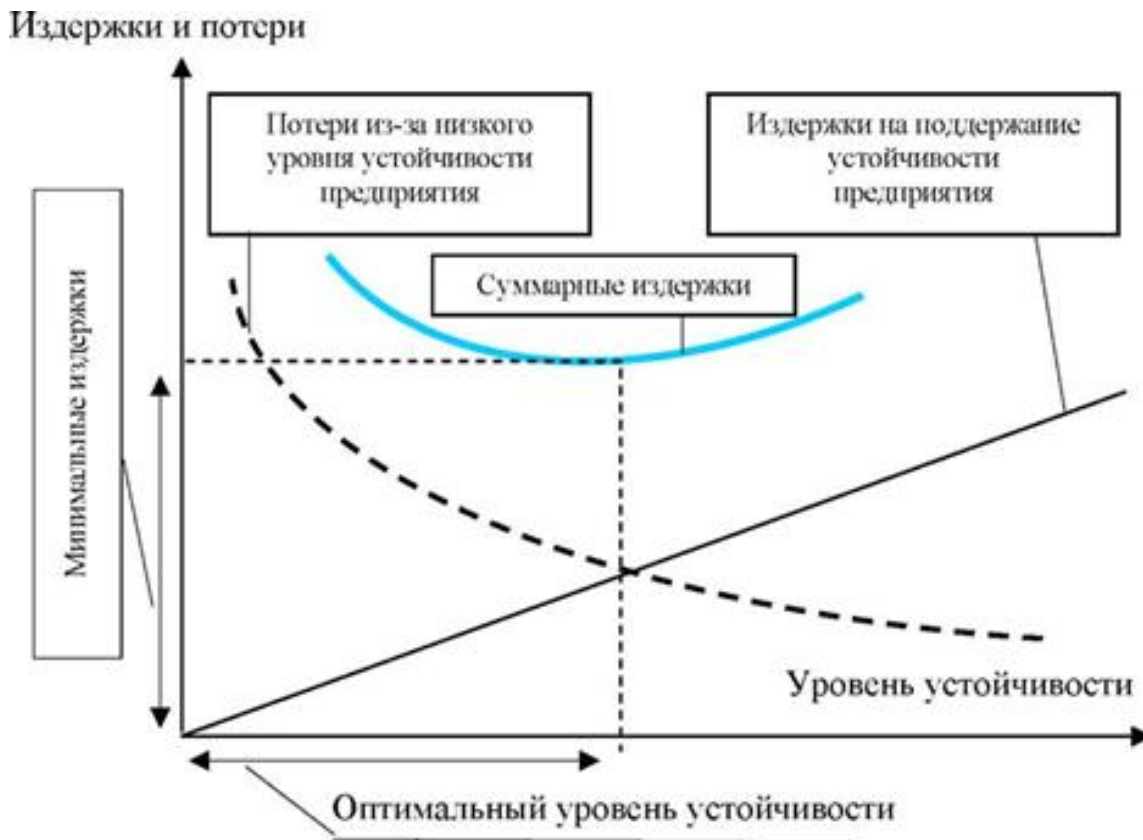 Издержки и потери
Потери из-за низкого
уровня устойчивости
предприятия
Издержки на поддержание
устойчивости
предприятия
Суммарные издержки
Минимальные издержки
Уровень устойчивости
Оптимальный уровень устойчивости